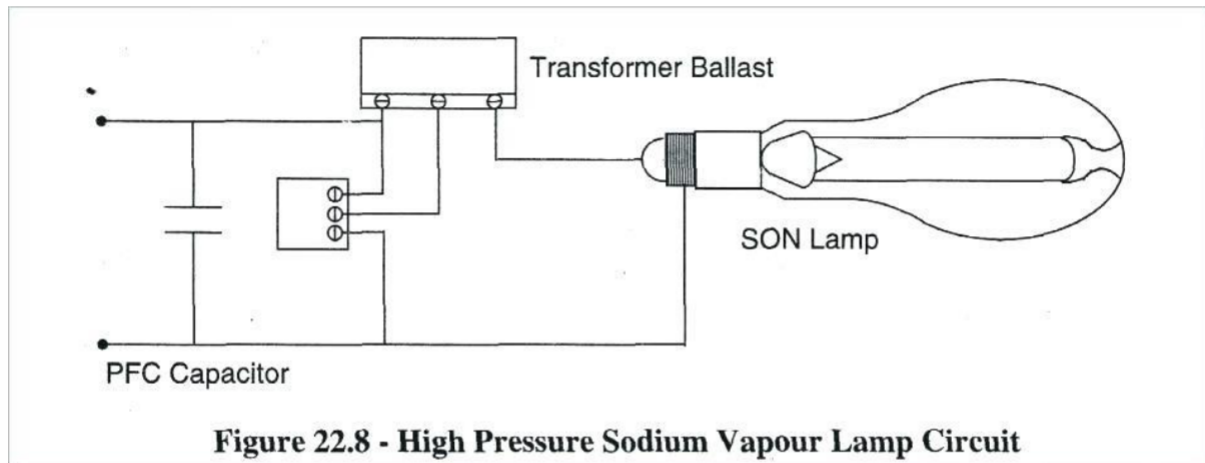 Transformer Ballast
SON Lamp
PFC Capacitor
Figure 22.8 - High Pressure Sodium Vapour Lamp Circuit